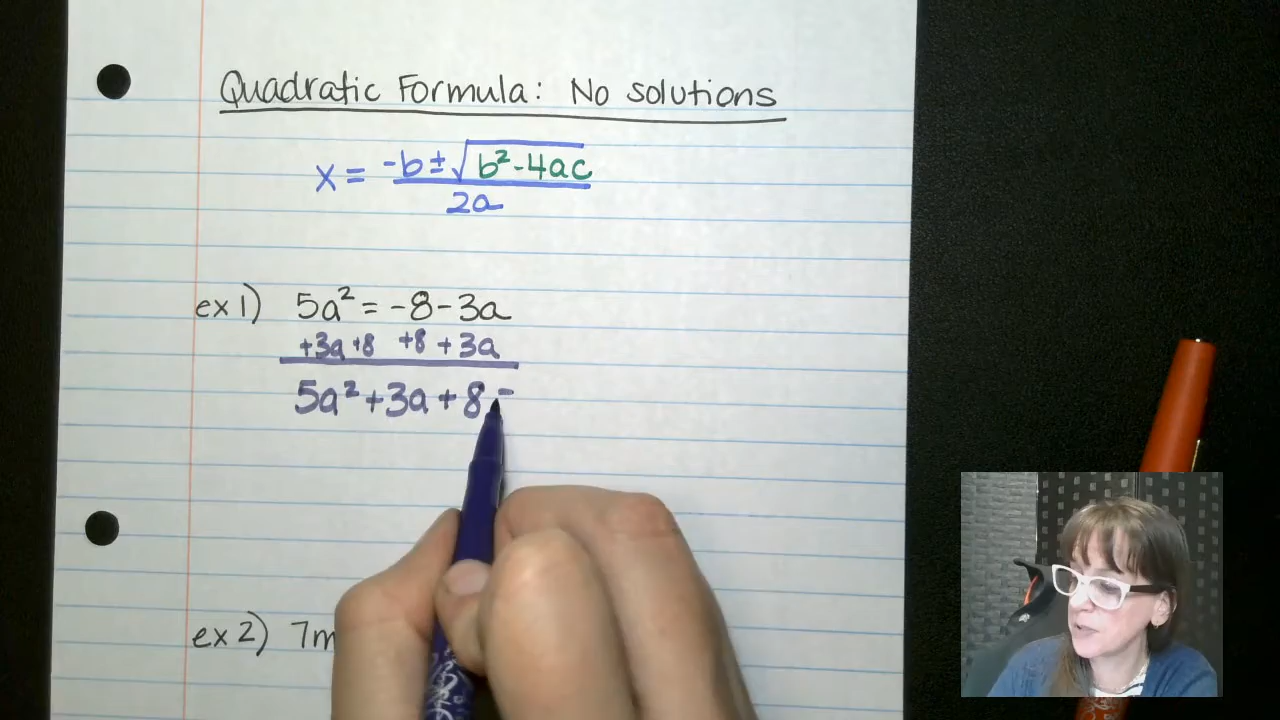 Quadratic Formula: No solutions
x = -b ± √b² - 4ac
2a
ex 1) 5a² = -8 - 3a
+3a +8 +8 +3a
5a² + 3a + 8 -
ex 2) 7m